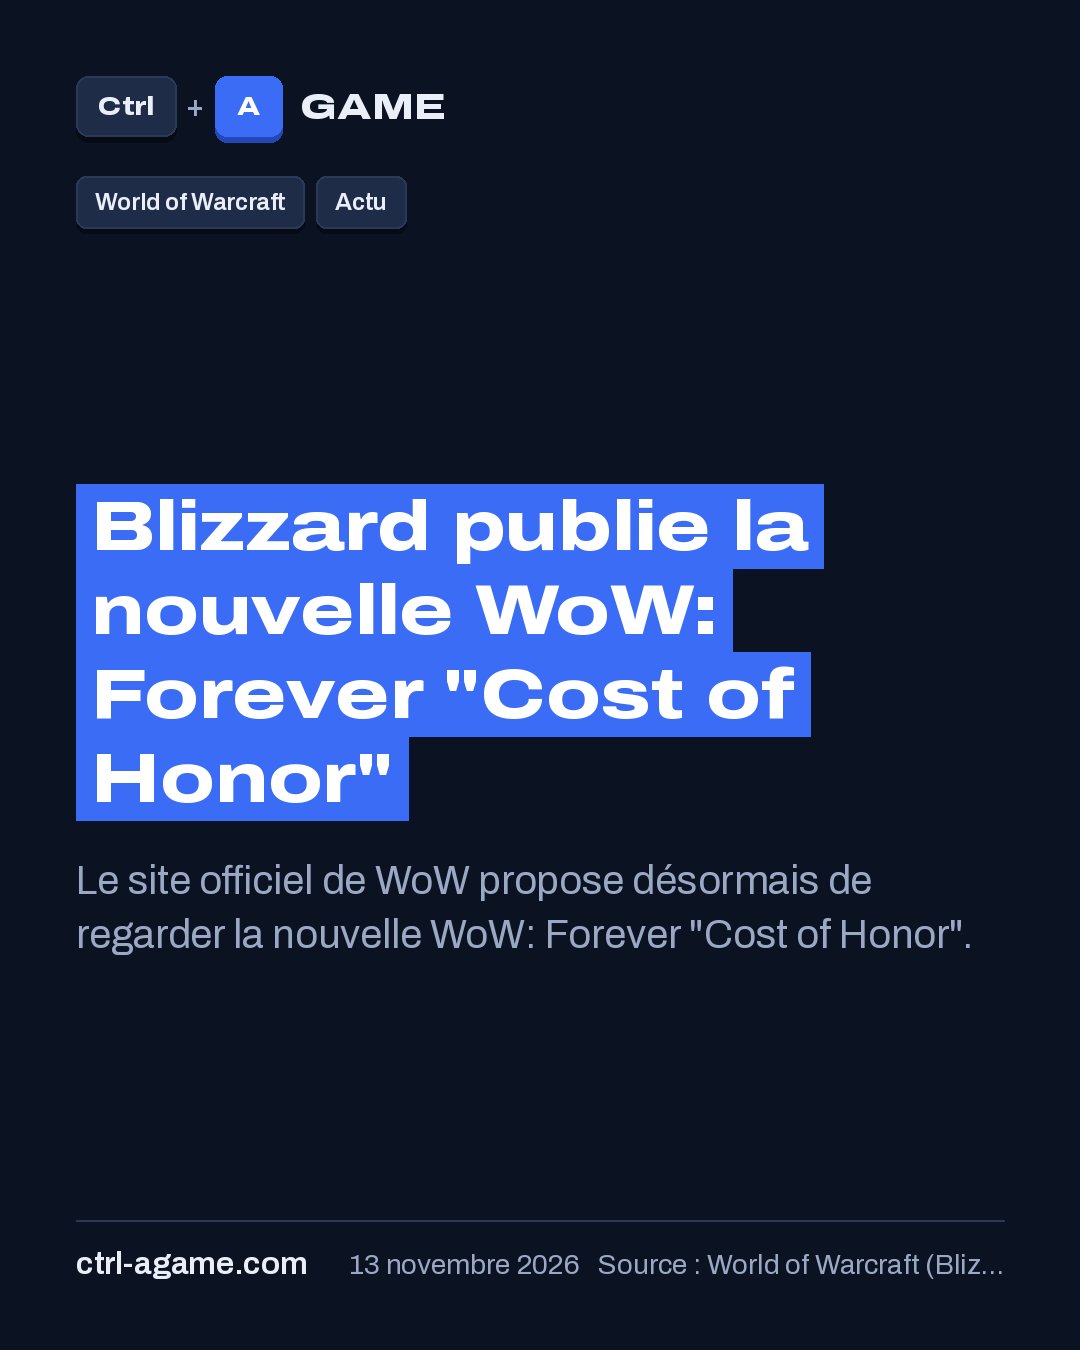 Ctrl + A GAME
World of Warcraft Actu
Blizzard publie la
nouvelle WoW:
Forever "Cost of
Honor"
Le site officiel de WoW propose désormais de
regarder la nouvelle WoW: Forever "Cost of Honor".
ctrl-agame.com 13 novembre 2026 Source : World of Warcraft (Bliz...